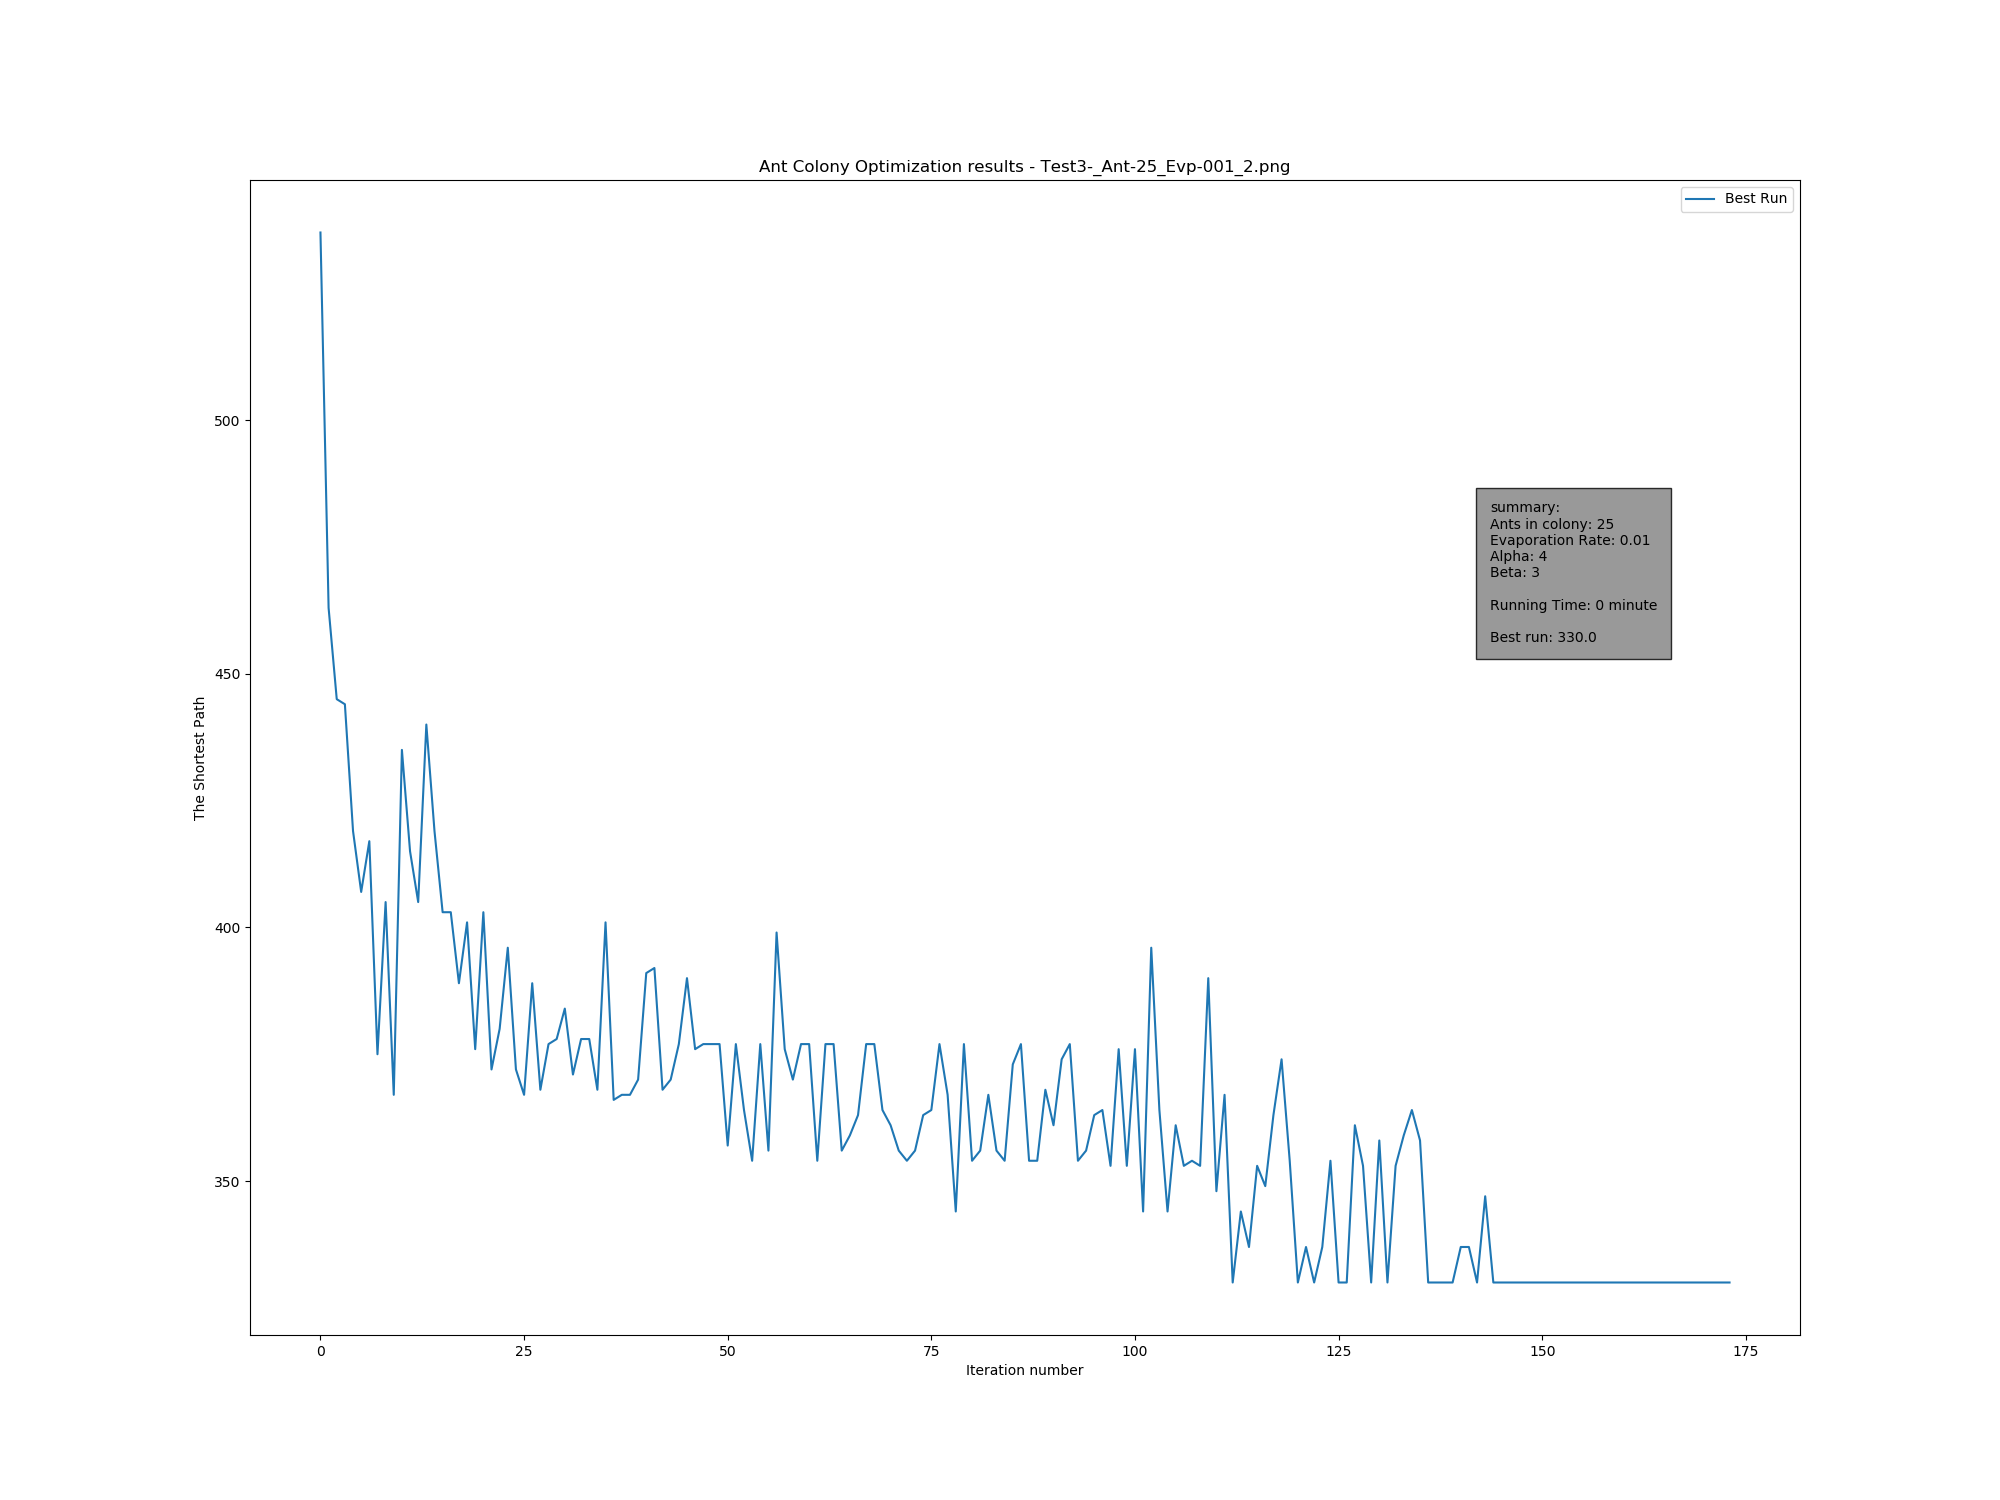 Ant Colony Optimization results - Test3-_Ant-25_Evp-001_2.png
Best Run
500
450
400
350
The Shortest Path
summary:
Ants in colony: 25
Evaporation Rate: 0.01
Alpha: 4
Beta: 3
Running Time: 0 minute
Best run: 330.0
0 25 50 75 100 125 150 175
Iteration number